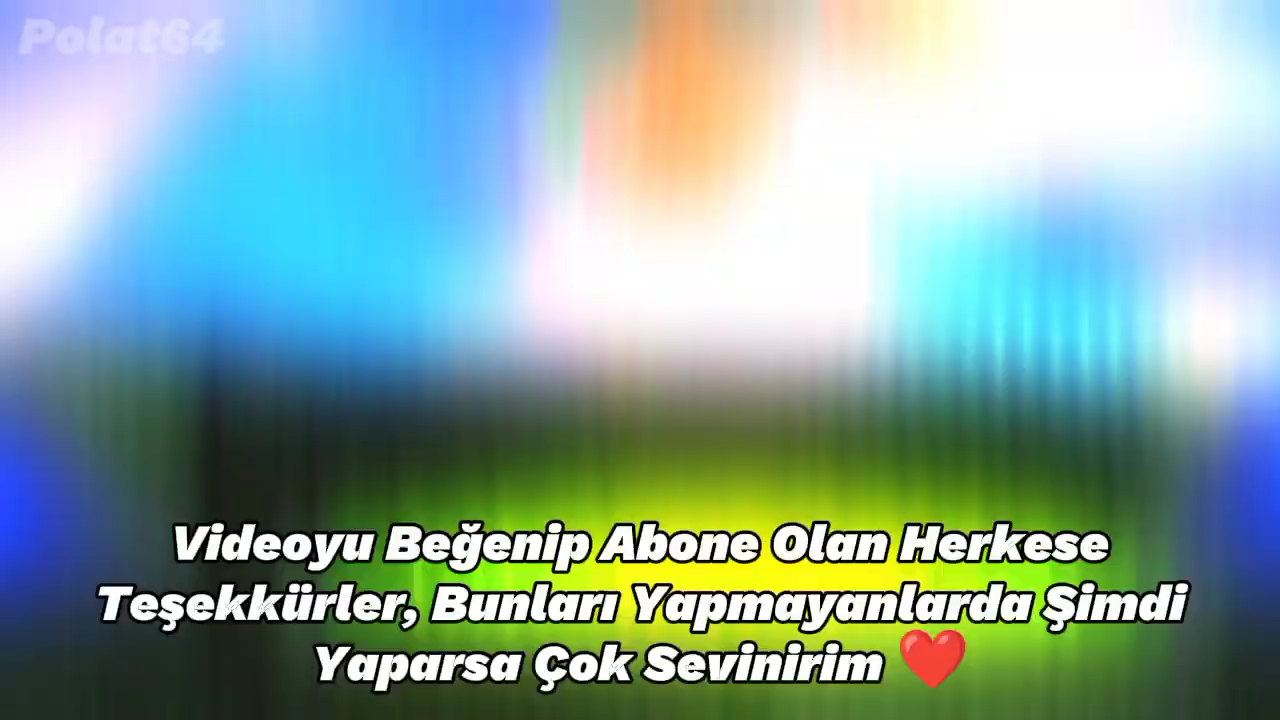 Polat64
Videoyu Beğenip Abone Olan Herkese
Teşekkürler, Bunları Yapmayanlarda Şimdi
Yaparsa Çok Sevinirim ❤️